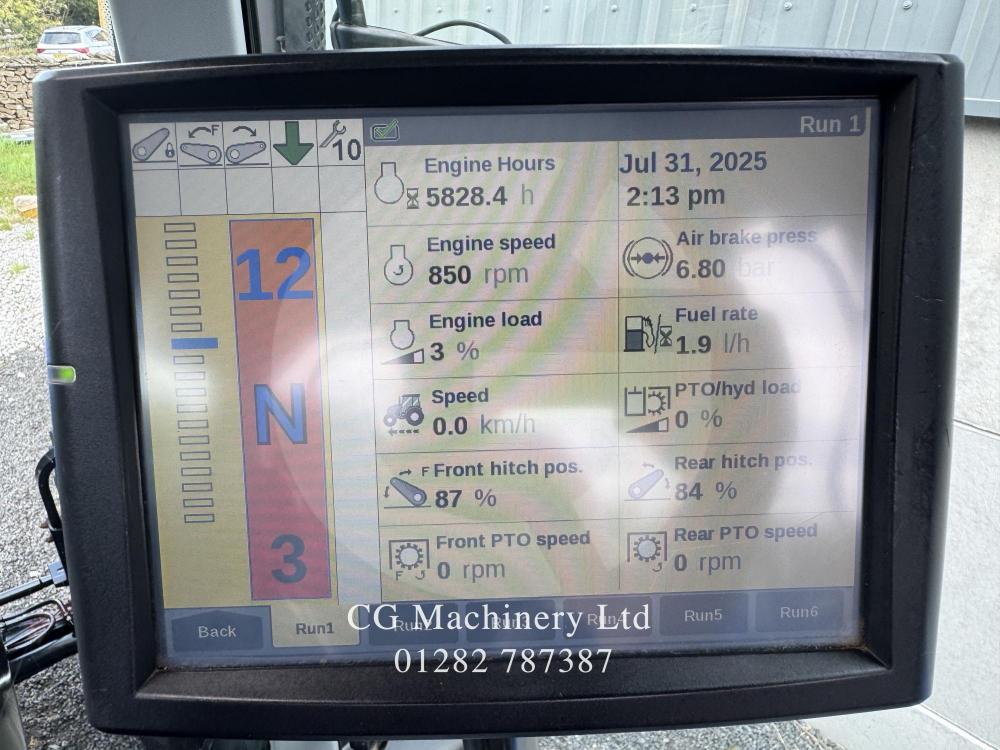 Run 1
F
10
Engine Hours
5828.4 h
Jul 31, 2025
2:13 pm
12
Engine speed
850 rpm
Air brake press
6.80 bar
Engine load
3 %
Fuel rate
1.9 l/h
N
Speed
0.0 km/h
PTO/hyd load
0 %
F
Front hitch pos.
87 %
Rear hitch pos.
84 %
3
Front PTO speed
F
0 rpm
Rear PTO speed
0 rpm
Back
Run1
Run2
Run3
Run4
Run5
Run6
CG Machinery Ltd
01282 787387